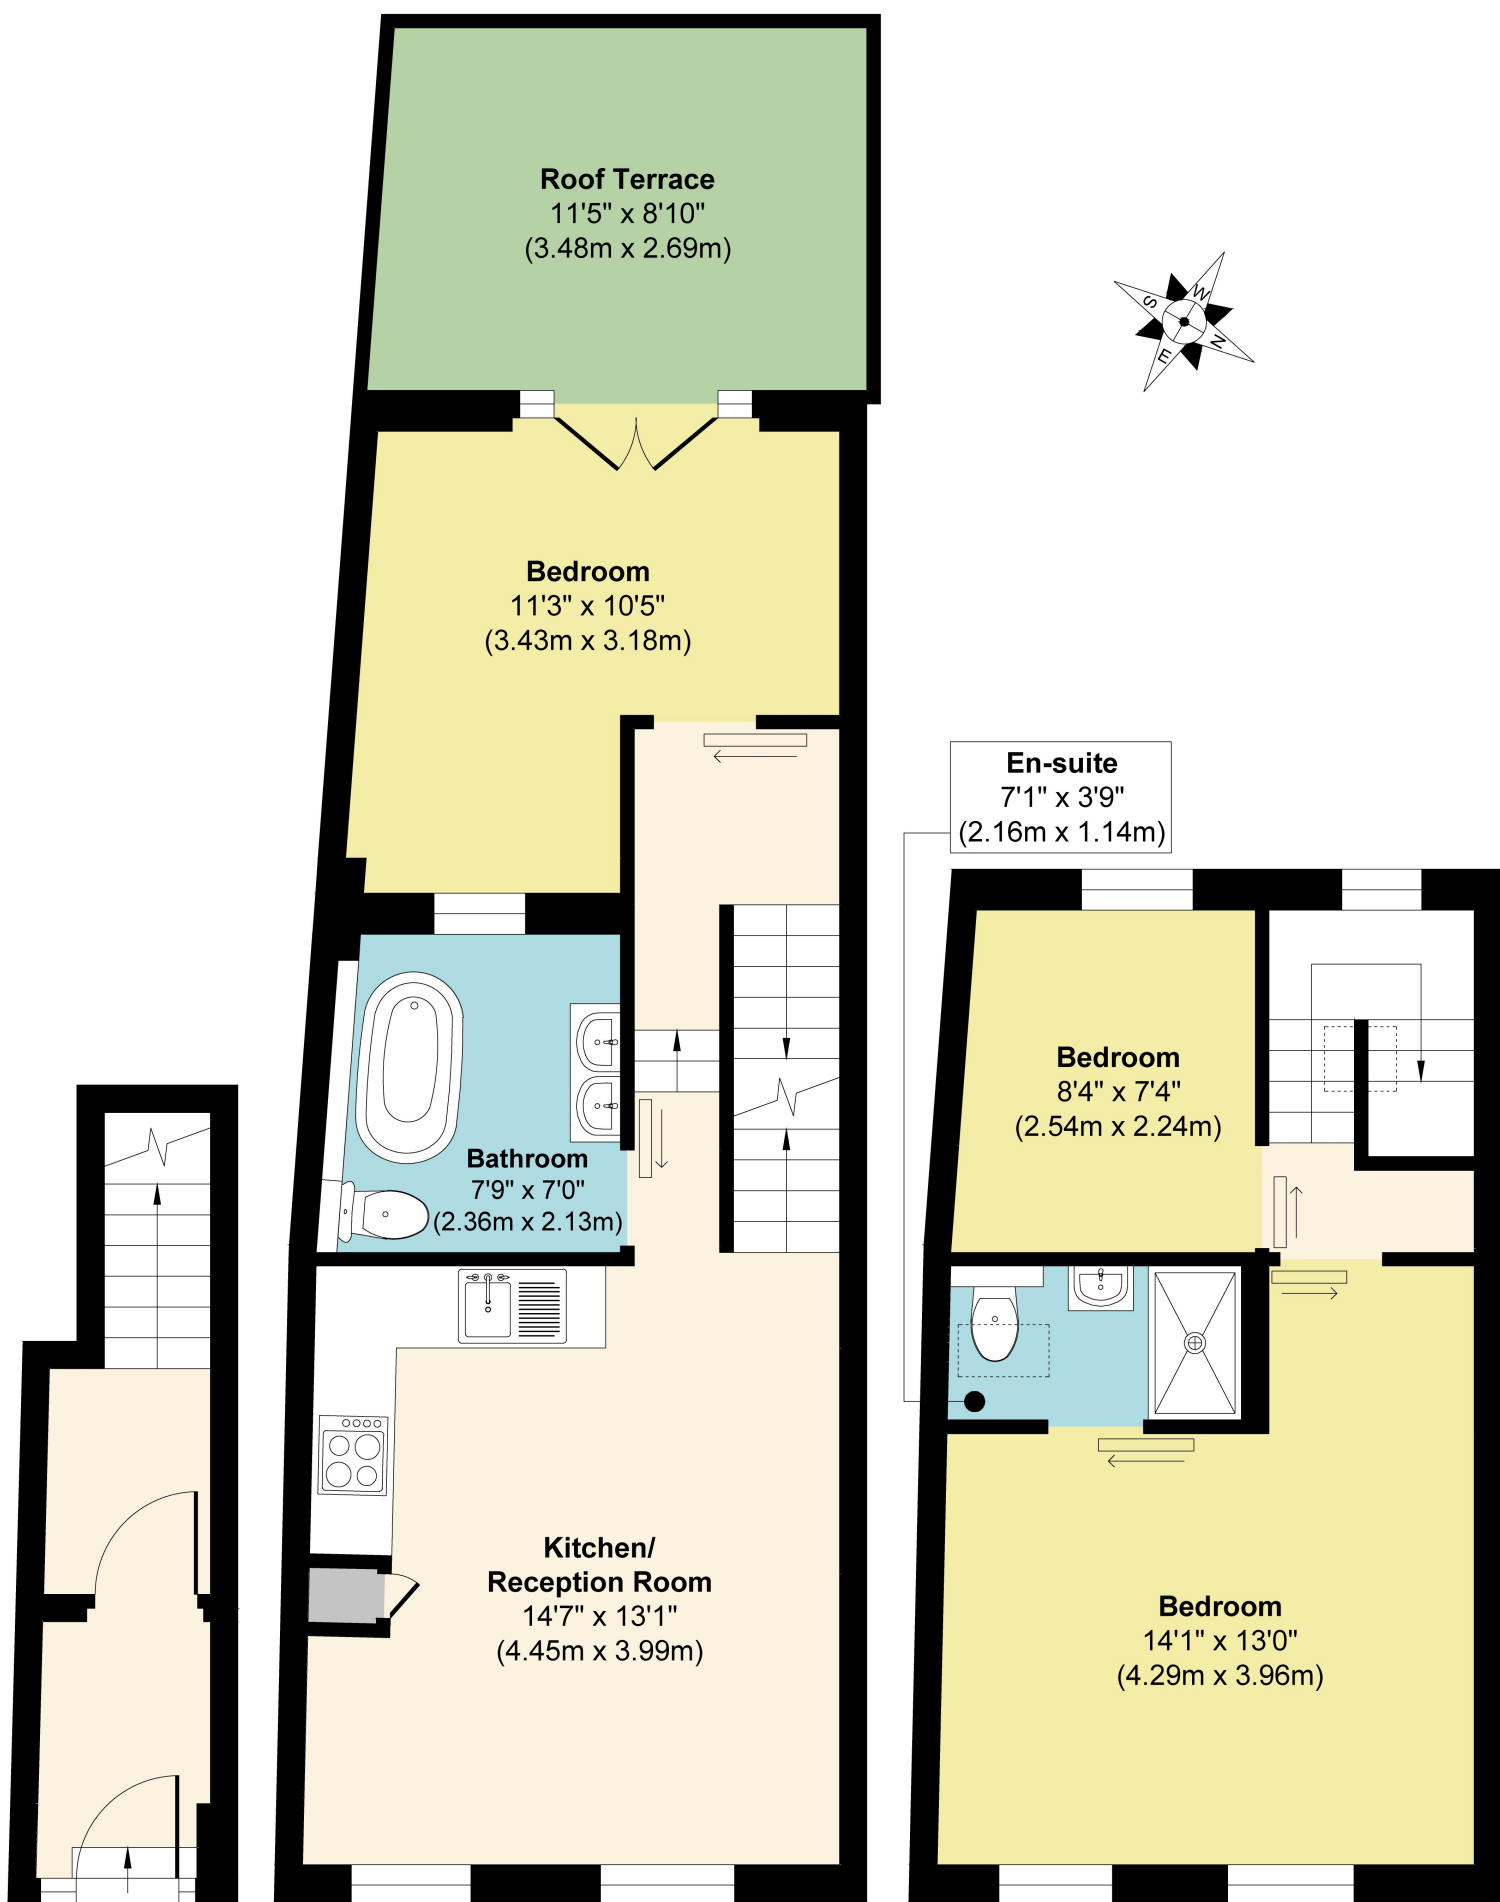 Roof Terrace
11'5" x 8'10"
(3.48m x 2.69m)
S
W
N
E
Bedroom
11'3" x 10'5"
(3.43m x 3.18m)
En-suite
7'1" x 3'9"
(2.16m x 1.14m)
Bedroom
8'4" x 7'4"
(2.54m x 2.24m)
Bathroom
7'9" x 7'0"
(2.36m x 2.13m)
Kitchen/
Reception Room
14'7" x 13'1"
(4.45m x 3.99m)
Bedroom
14'1" x 13'0"
(4.29m x 3.96m)